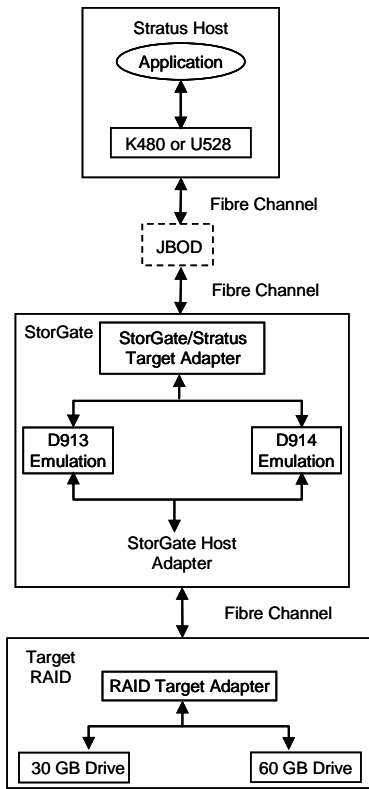 Stratus Host
Application
K480 or U528
Fibre Channel
JBOD
Fibre Channel
StorGate
StorGate/Stratus
Target Adapter
D913
Emulation
D914
Emulation
StorGate Host
Adapter
Fibre Channel
Target
RAID
RAID Target Adapter
30 GB Drive
60 GB Drive